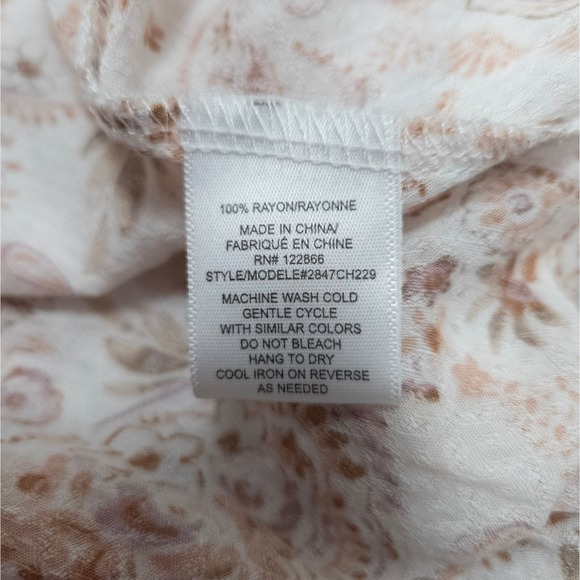 100% RAYON/RAYONNE
MADE IN CHINA/
FABRIQUÉ EN CHINE
RN# 122866
STYLE/MODELE#2847CH229
MACHINE WASH COLD
GENTLE CYCLE
WITH SIMILAR COLORS
DO NOT BLEACH
HANG TO DRY
COOL IRON ON REVERSE
AS NEEDED